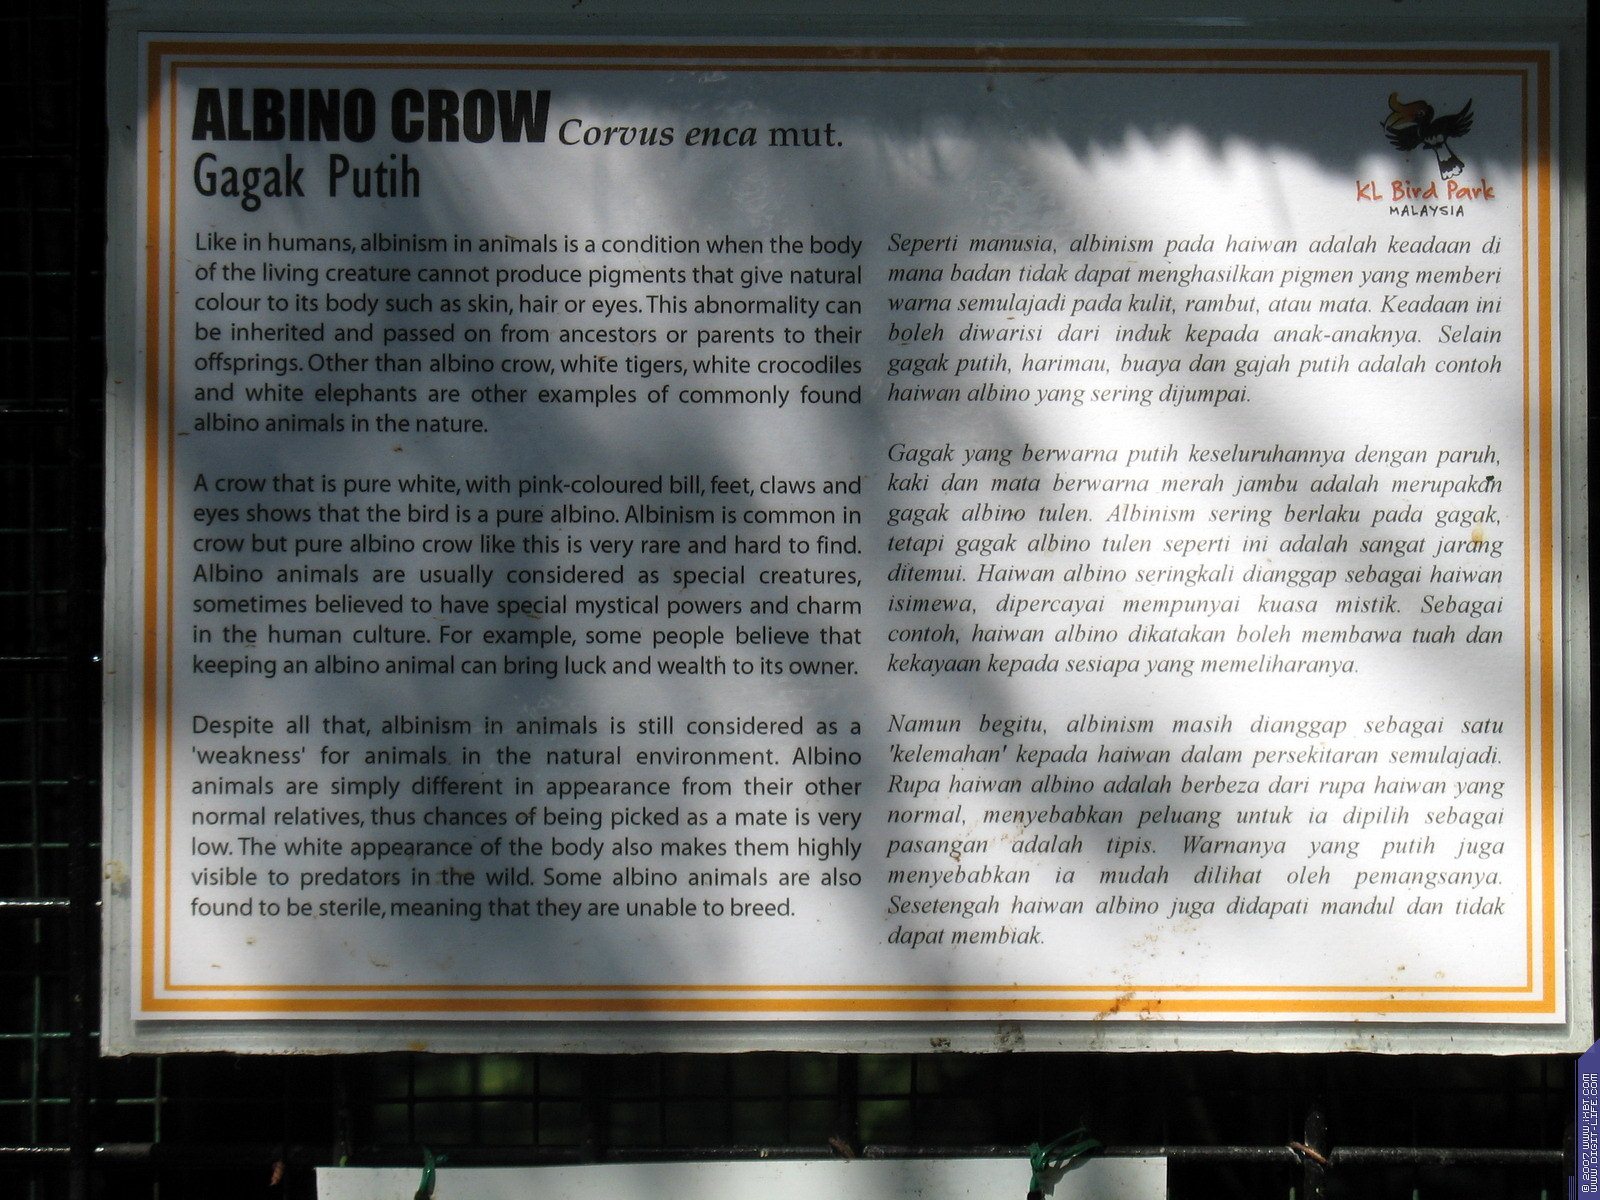 ALBINO CROW Corvus enca mut.
Gagak Putih
KL Bird Park
MALAYSIA
Like in humans, albinism in animals is a condition when the body
of the living creature cannot produce pigments that give natural
colour to its body such as skin, hair or eyes. This abnormality can
be inherited and passed on from ancestors or parents to their
offsprings. Other than albino crow, white tigers, white crocodiles
and white elephants are other examples of commonly found
albino animals in the nature.
A crow that is pure white, with pink-coloured bill, feet, claws and
eyes shows that the bird is a pure albino. Albinism is common in
crow but pure albino crow like this is very rare and hard to find.
Albino animals are usually considered as special creatures,
sometimes believed to have special mystical powers and charm
in the human culture. For example, some people believe that
keeping an albino animal can bring luck and wealth to its owner.
Despite all that, albinism in animals is still considered as a
'weakness' for animals in the natural environment. Albino
animals are simply different in appearance from their other
normal relatives, thus chances of being picked as a mate is very
low. The white appearance of the body also makes them highly
visible to predators in the wild. Some albino animals are also
found to be sterile, meaning that they are unable to breed.
Seperti manusia, albinism pada haiwan adalah keadaan di
mana badan tidak dapat menghasilkan pigmen yang memberi
warna semulajadi pada kulit, rambut, atau mata. Keadaan ini
boleh diwarisi dari induk kepada anak-anaknya. Selain
gagak putih, harimau, buaya dan gajah putih adalah contoh
haiwan albino yang sering dijumpai.
Gagak yang berwarna putih keseluruhannya dengan paruh,
kaki dan mata berwarna merah jambu adalah merupakan
gagak albino tulen. Albinism sering berlaku pada gagak,
tetapi gagak albino tulen seperti ini adalah sangat jarang
ditemui. Haiwan albino seringkali dianggap sebagai haiwan
isimewa, dipercayai mempunyai kuasa mistik. Sebagai
contoh, haiwan albino dikatakan boleh membawa tuah dan
kekayaan kepada sesiapa yang memeliharanya.
Namun begitu, albinism masih dianggap sebagai satu
'kelemahan' kepada haiwan dalam persekitaran semulajadi.
Rupa haiwan albino adalah berbeza dari rupa haiwan yang
normal, menyebabkan peluang untuk ia dipilih sebagai
pasangan adalah tipis. Warnanya yang putih juga
menyebabkan ia mudah dilihat oleh pemangsanya.
Sesetengah haiwan albino juga didapati mandul dan tidak
dapat membiak.
© 2007 WWW.IXBT.COM
WWW.DIGIT-LIFE.COM